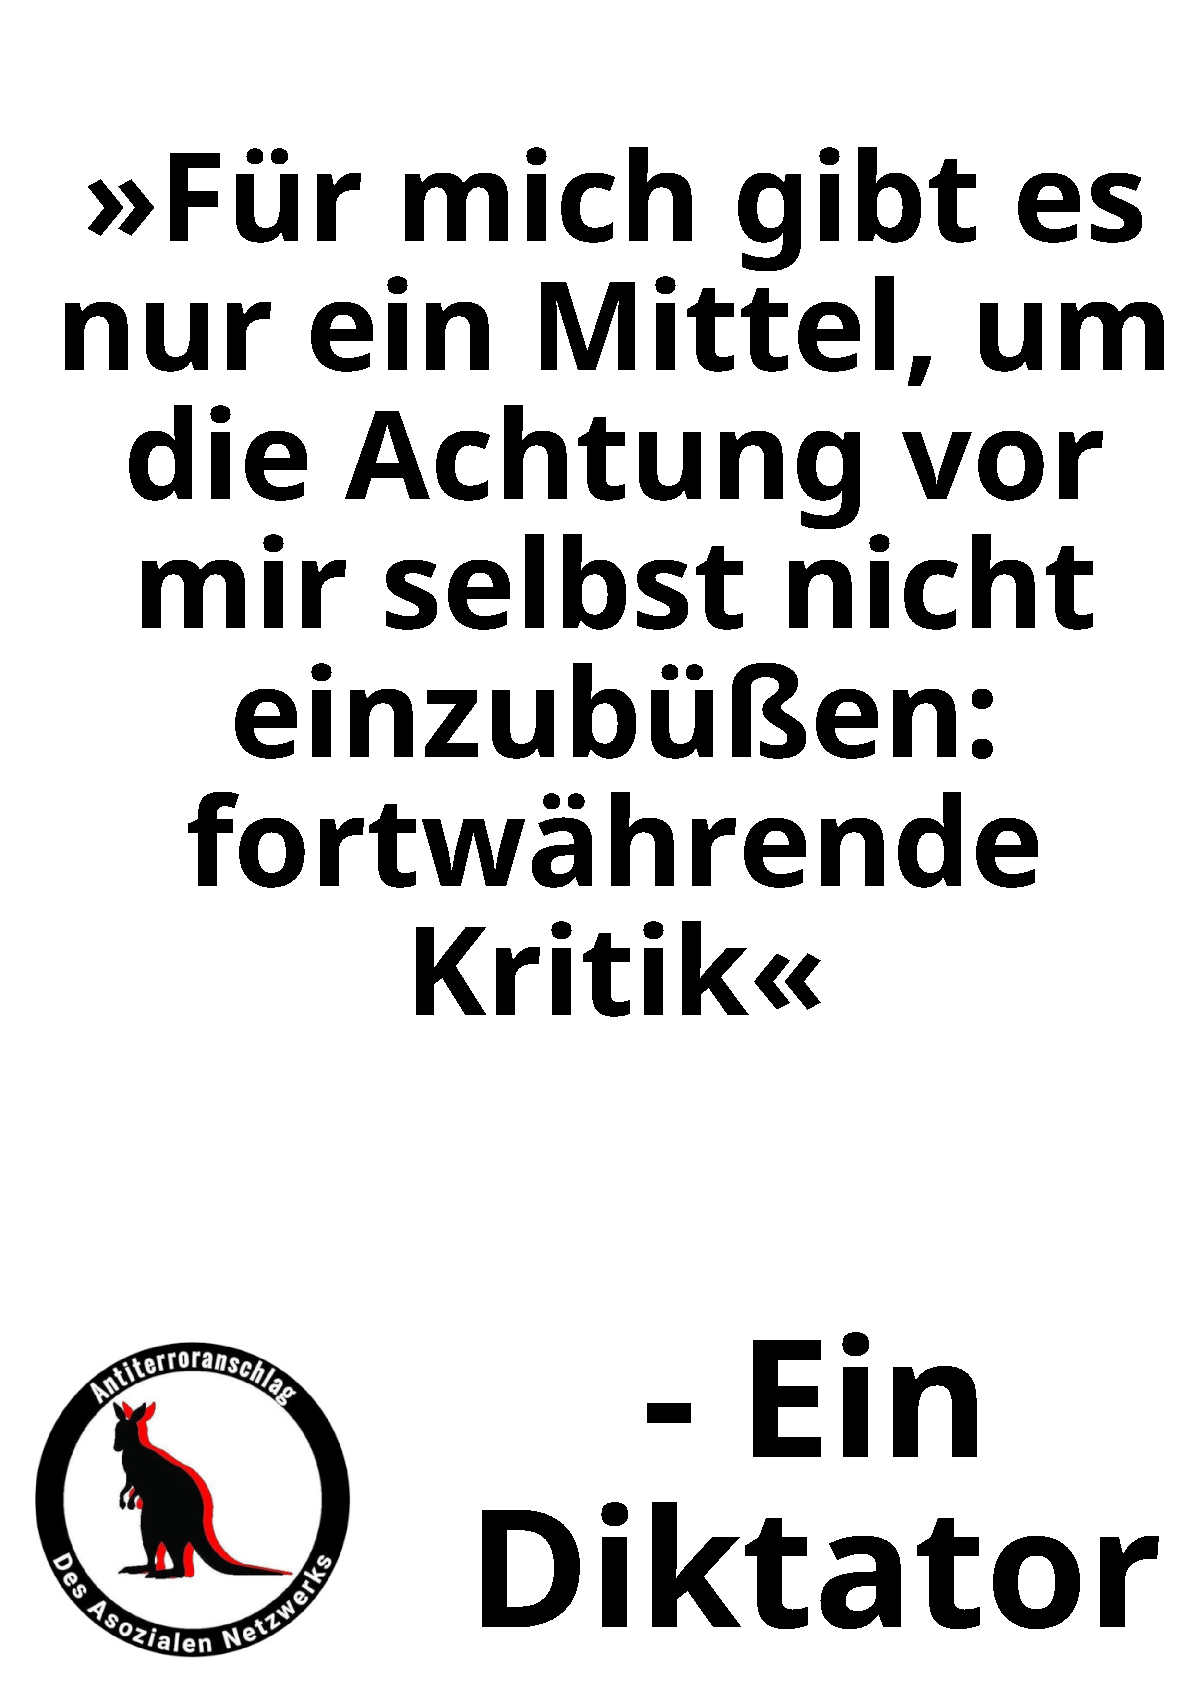 »Für mich gibt es
nur ein Mittel, um
die Achtung vor
mir selbst nicht
einzubüßen:
fortwährende
Kritik«
- Ein
Diktator
Antiterroranschlag
Des Asozialen Netzwerks